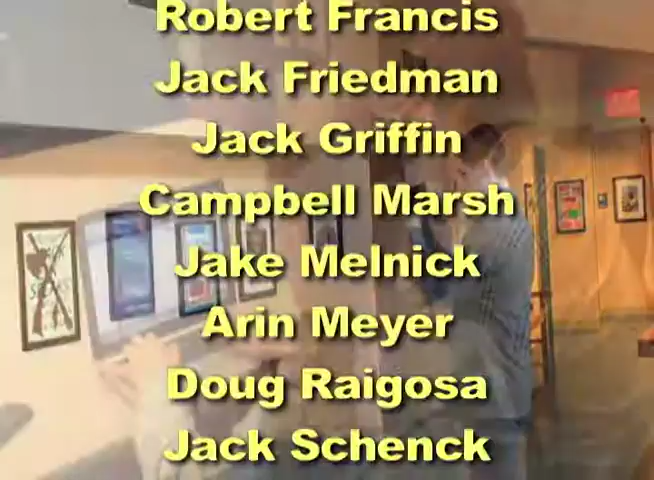 Robert Francis
Jack Friedman
Jack Griffin
Campbell Marsh
Jake Melnick
Arin Meyer
Doug Raigosa
Jack Schenck